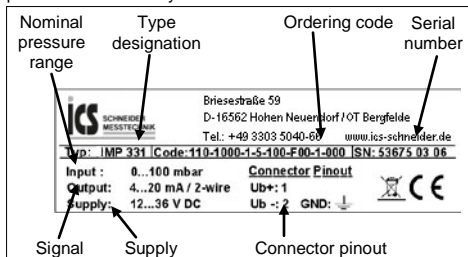 Nominal pressure range
Type designation
Ordering code
Serial number
ICS SCHNEIDER MESSTECHNIK
Briesestraße 59
D-16562 Hohen Neuendorf / OT Bergfelde
Tel.: +49 3303 5040-66 www.ics-schneider.de
Typ: IMP 331 Code: 110-1000-1-5-100-F00-1-000 SN: 53675 03 06
Input : 0...100 mbar Connector Pinout
Output: 4...20 mA / 2-wire Ub+: 1
Supply: 12...36 V DC Ub -: 2 GND:
CE
Signal
Supply
Connector pinout